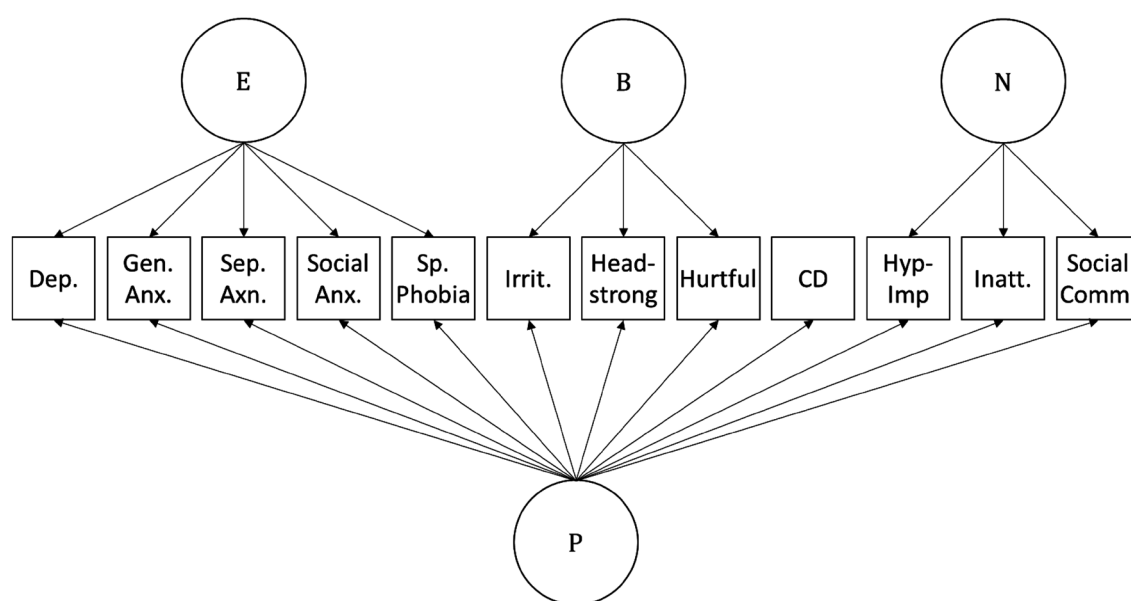 E
B
N
Dep.
Gen.
Anx.
Sep.
Axn.
Social
Anx.
Sp.
Phobia
Irrit.
Head-
strong
Hurtful
CD
Hyp-
Imp
Inatt.
Social
Comm.
P